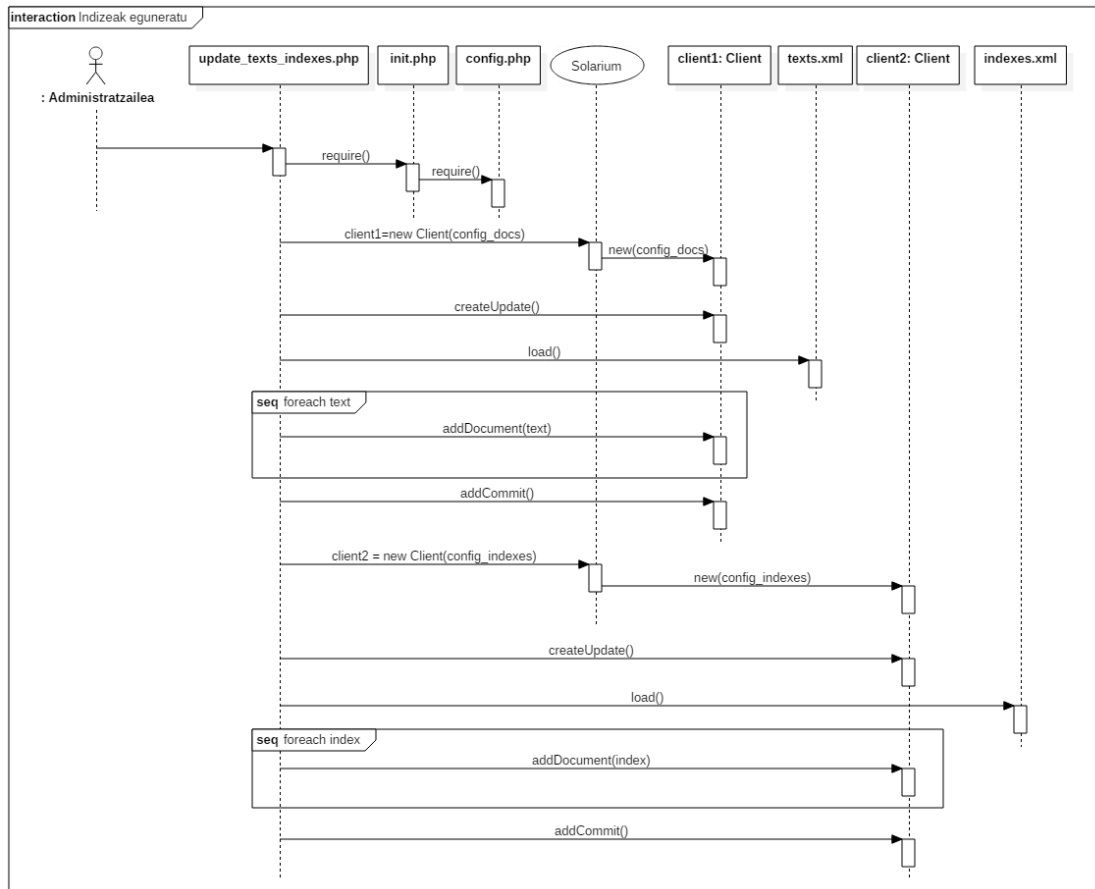 interaction Indizeak eguneratu
: Administratzailea
update_texts_indexes.php
init.php
config.php
Solarium
client1: Client
texts.xml
client2: Client
indexes.xml
require()
require()
client1=new Client(config_docs)
new(config_docs)
createUpdate()
load()
seq foreach text
addDocument(text)
addCommit()
client2 = new Client(config_indexes)
new(config_indexes)
createUpdate()
load()
seq foreach index
addDocument(index)
addCommit()